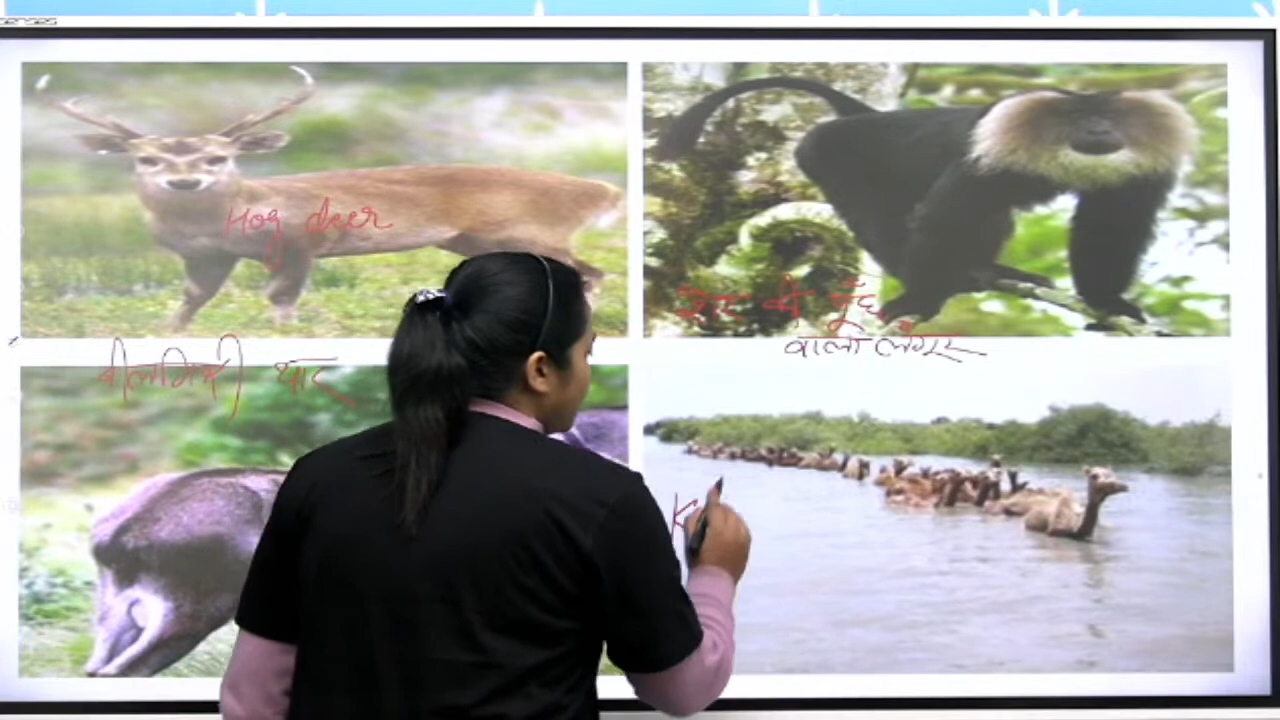 Hog deer
शेर की पूँछ
वाला लंगूर
नीलगिरी थार
K